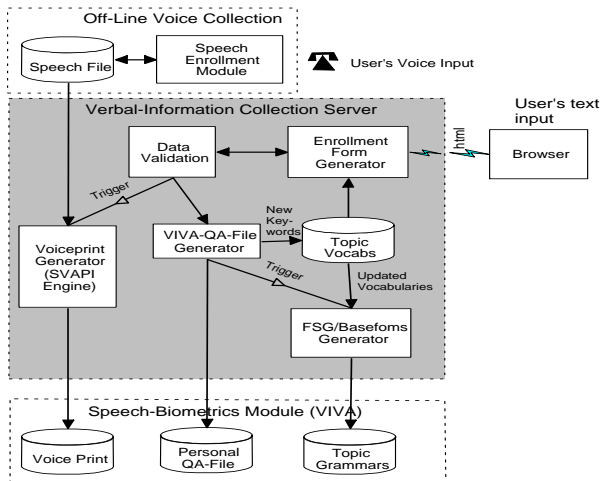 Off-Line Voice Collection
Speech File
Speech
Enrollment
Module
User's Voice Input
Verbal-Information Collection Server
User's text
input
Data
Validation
Enrollment
Form
Generator
html
Browser
Trigger
New
Key-
words
VIVA-QA-File
Generator
Topic
Vocabs
Voiceprint
Generator
(SVAPI
Engine)
Trigger
Updated
Vocabularies
FSG/Basefoms
Generator
Speech-Biometrics Module (VIVA)
Voice Print
Personal
QA-File
Topic
Grammars